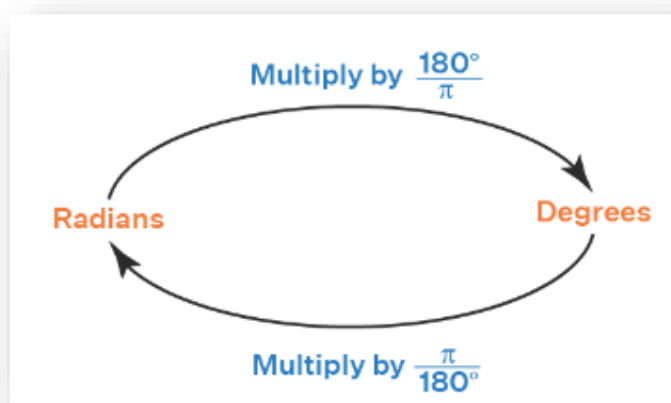 Multiply by 180°/π
Radians
Degrees
Multiply by π/180°